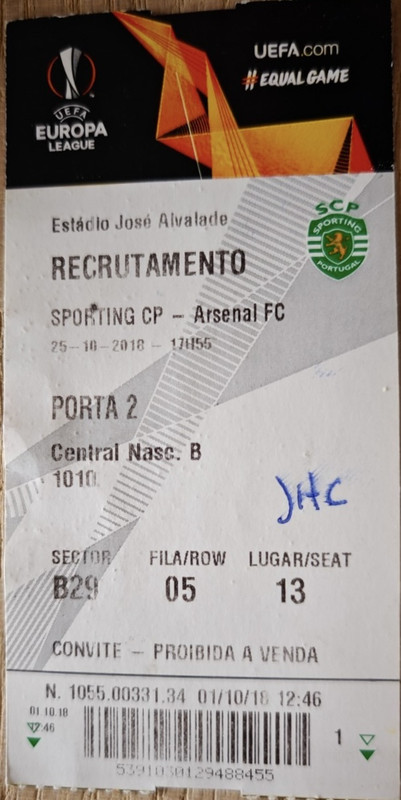 UEFA.com
#EQUAL GAME
UEFA
EUROPA
LEAGUE
Estádio José Alvalade
SCP
SPORTING
PORTUGAL
RECRUTAMENTO
SPORTING CP - Arsenal FC
25-10-2018 - 17H55
PORTA 2
Central Nasc. B
1010
JHC
SECTOR FILA/ROW LUGAR/SEAT
B29 05 13
CONVITE - PROIBIDA A VENDA
N. 1055.00331.34 01/10/18 12:46
01.10.18
12:46
1
5391030129488455